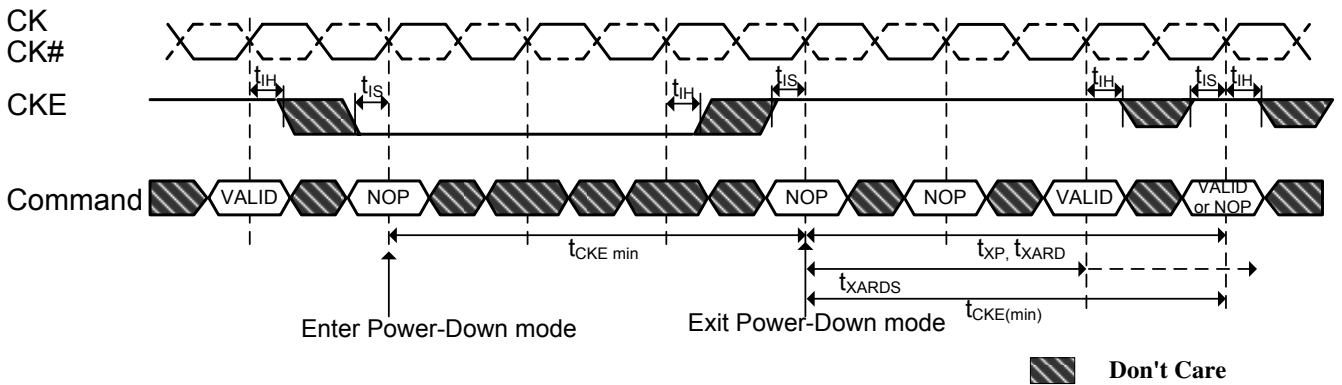 CK
CK#
tIH tIS tIH tIS tIH tIS tIH
CKE
Command VALID NOP NOP NOP VALID VALID or NOP
tCKE min tXP, tXARD
tXARDS
tCKE(min)
Enter Power-Down mode Exit Power-Down mode
Don't Care